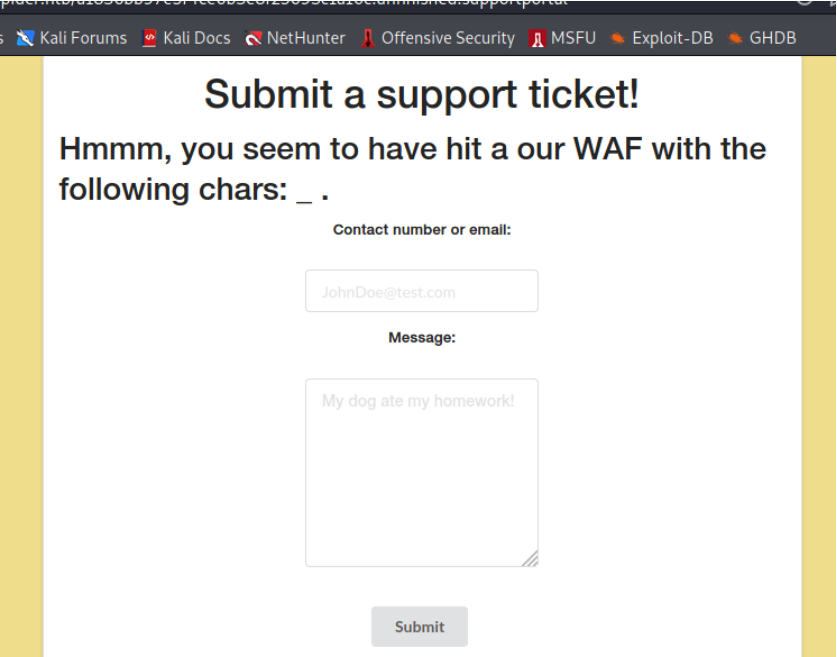 s Kali Forums Kali Docs NetHunter Offensive Security MSFU Exploit-DB GHDB
Submit a support ticket!
Hmmm, you seem to have hit a our WAF with the
following chars: _ .
Contact number or email:
JohnDoe@test.com
Message:
My dog ate my homework!
Submit